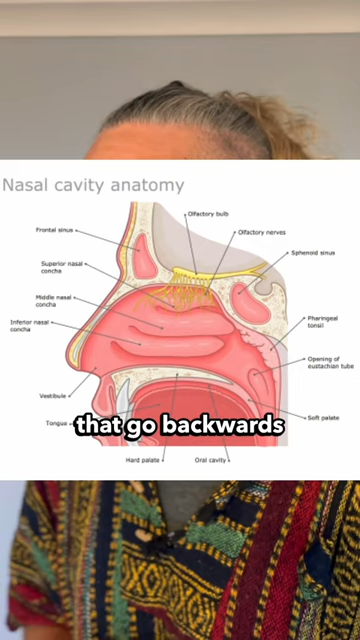 Nasal cavity anatomy
Olfactory bulb
Frontal sinus
Olfactory nerves
Sphenoid sinus
Superior nasal
concha
Middle nasal
concha
Pharyngeal
tonsil
Inferior nasal
concha
Opening of
eustachian tube
Vestibule
Soft palate
Tongue
that go backwards
Hard palate
Oral cavity